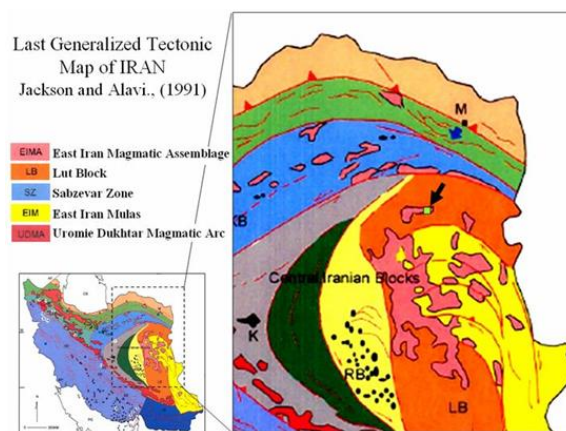 Last Generalized Tectonic
Map of IRAN
Jackson and Alavi., (1991)
EIMA East Iran Magmatic Assemblage
LB Lut Block
SZ Sabzevar Zone
EIM East Iran Mulas
UDMA Uromie Dukhtar Magmatic Arc
M
KB
Central Iranian Blocks
K
RB
LB